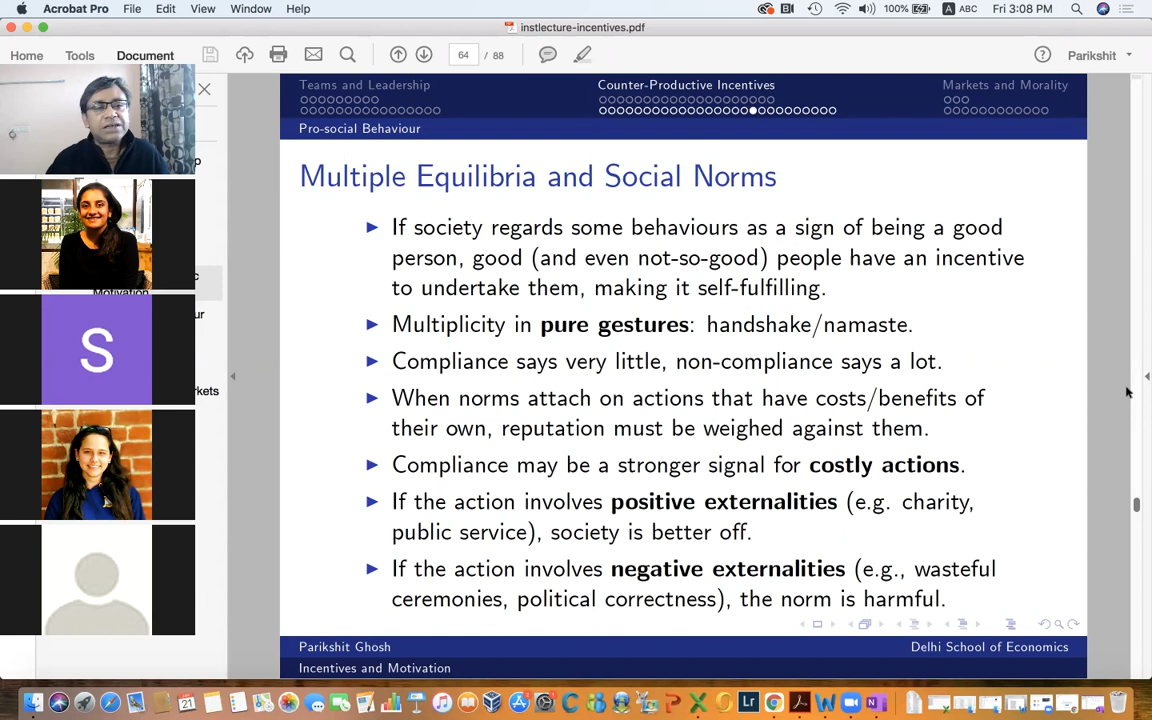 Acrobat Pro File Edit View Window Help
100% ABC Fri 3:08 PM
instlecture-incentives.pdf
Home Tools Document 64 / 88 Parikshit
Teams and Leadership Counter-Productive Incentives Markets and Morality
Pro-social Behaviour
Multiple Equilibria and Social Norms
If society regards some behaviours as a sign of being a good
person, good (and even not-so-good) people have an incentive
to undertake them, making it self-fulfilling.
Multiplicity in pure gestures: handshake/namaste.
Compliance says very little, non-compliance says a lot.
When norms attach on actions that have costs/benefits of
their own, reputation must be weighed against them.
Compliance may be a stronger signal for costly actions.
If the action involves positive externalities (e.g. charity,
public service), society is better off.
If the action involves negative externalities (e.g., wasteful
ceremonies, political correctness), the norm is harmful.
Parikshit Ghosh Delhi School of Economics
Incentives and Motivation
S